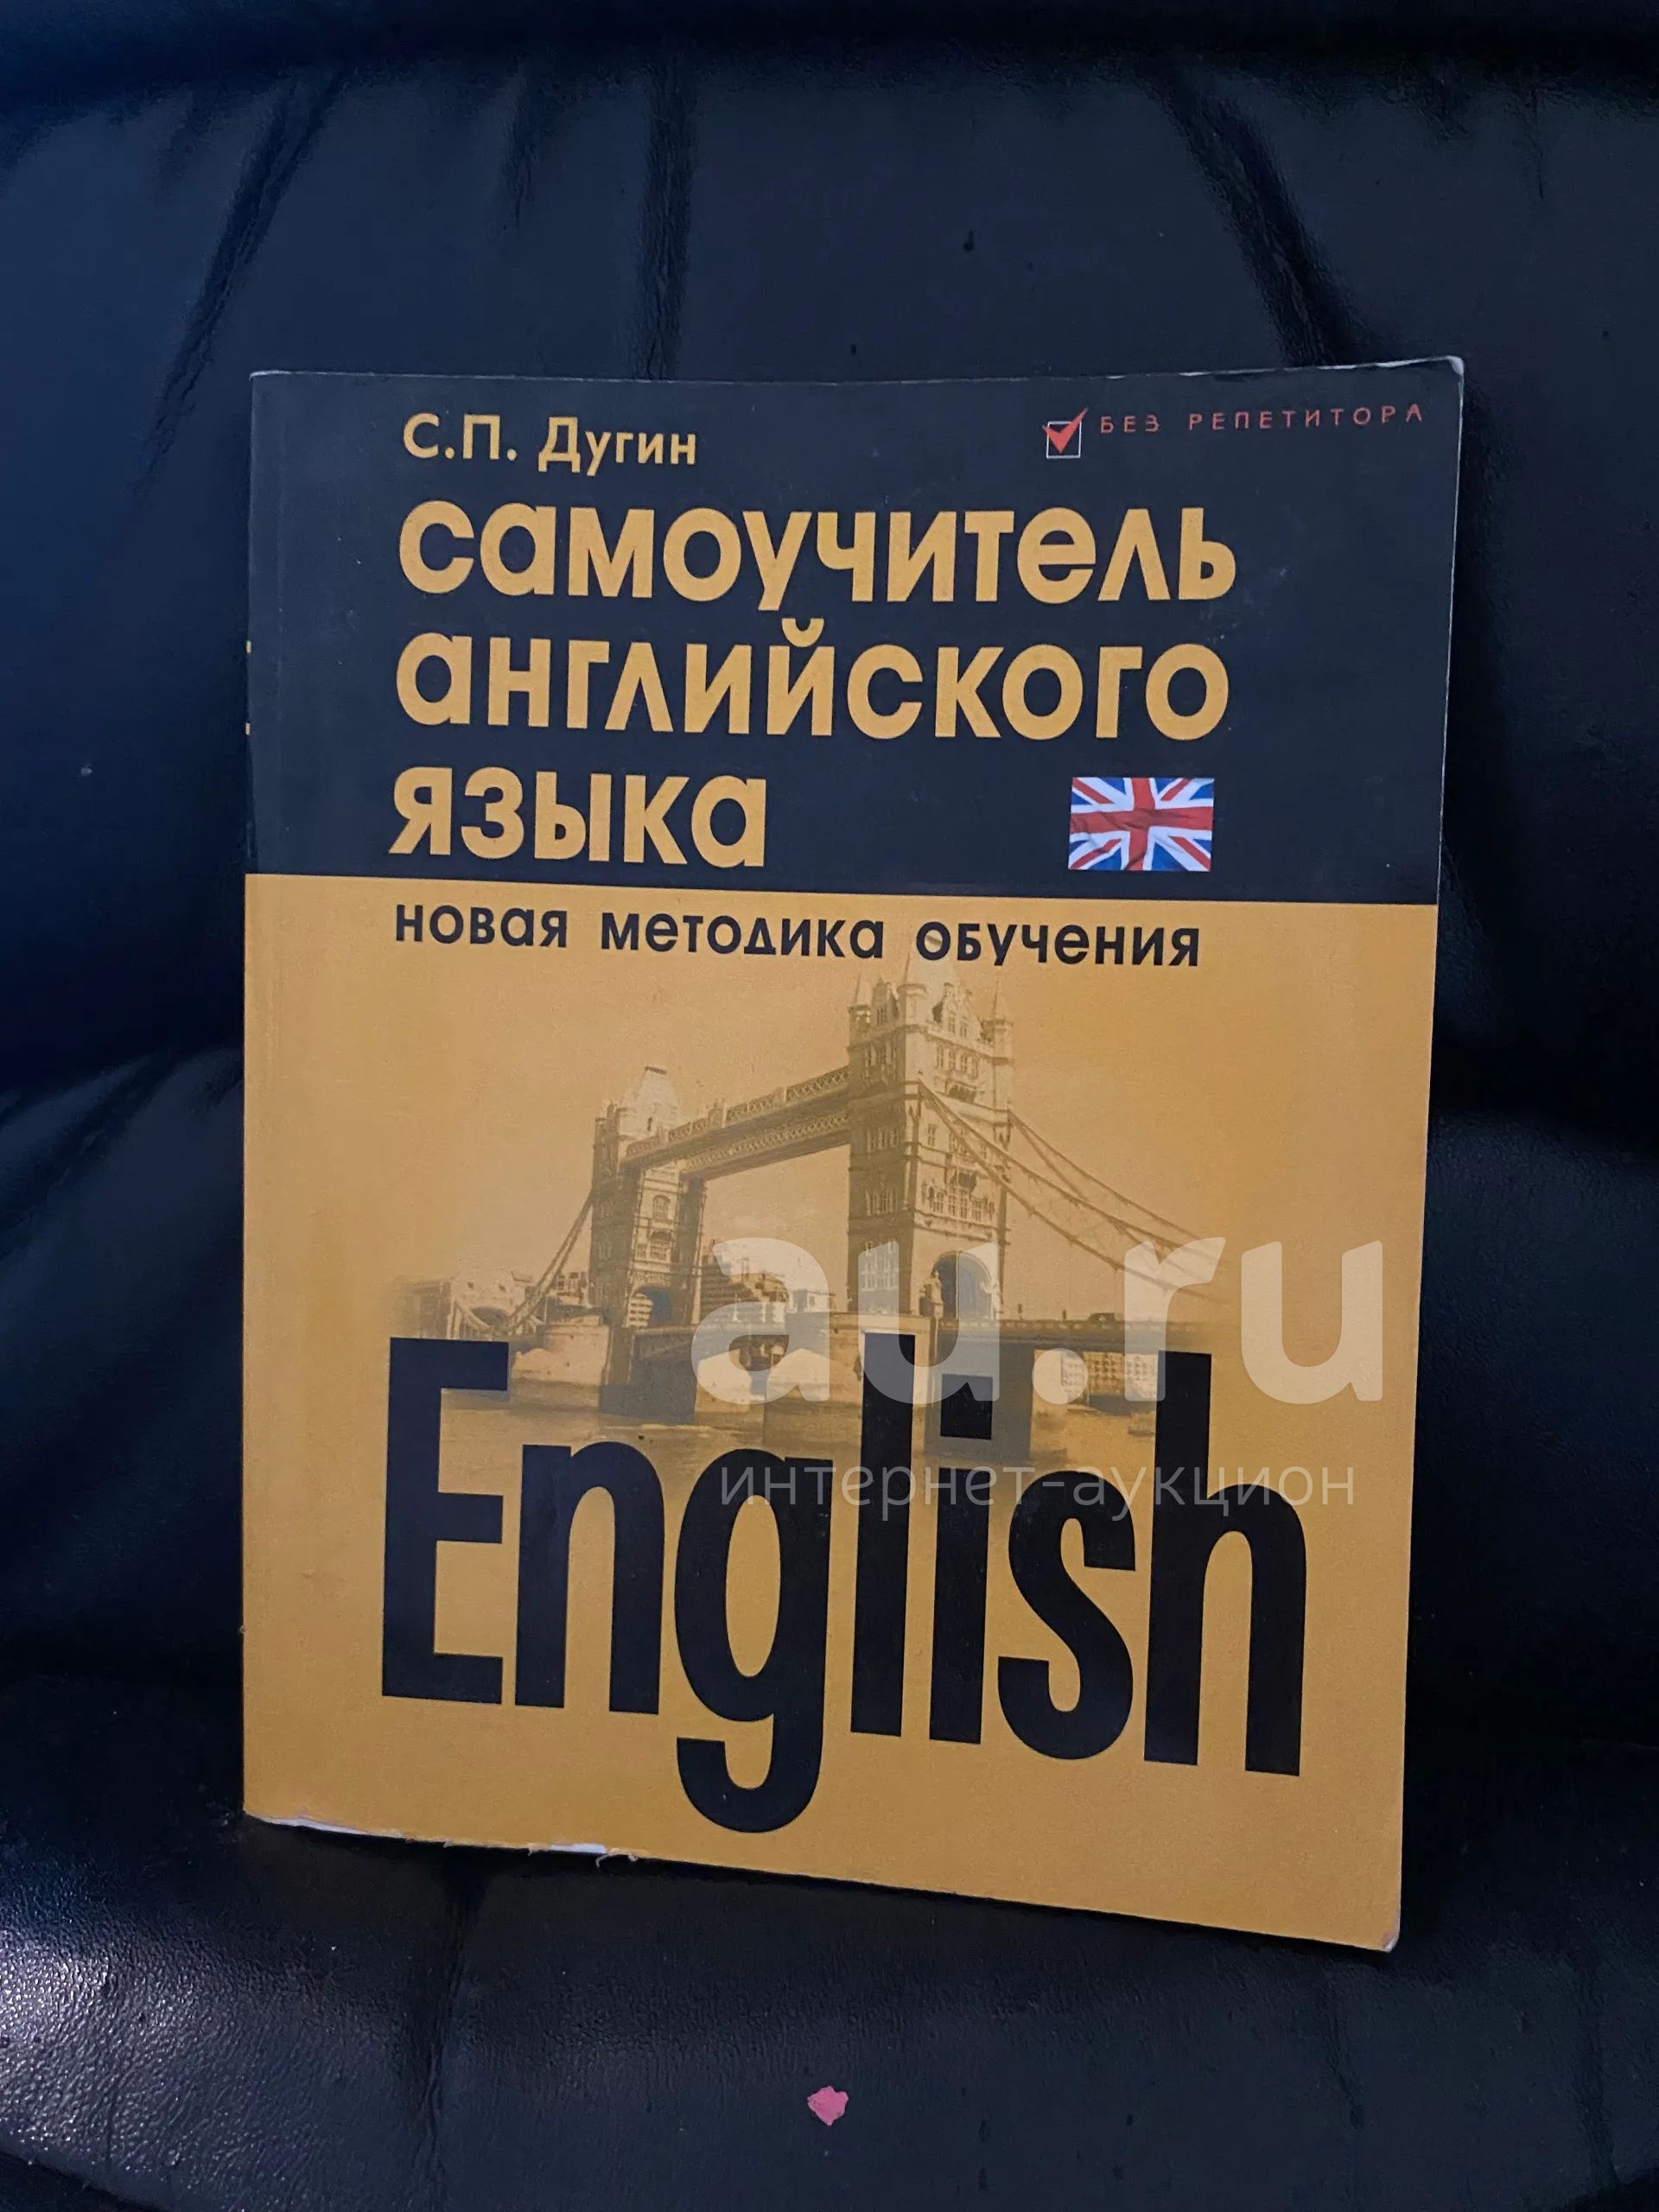 С.П. Дугин
БЕЗ РЕПЕТИТОРА
самоучитель
английского
языка
новая методика обучения
au.ru
интернет-аукцион
English